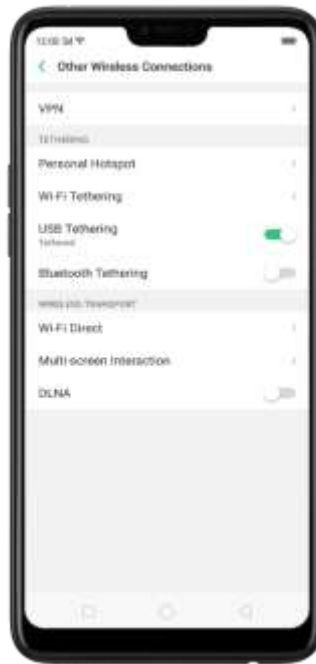 Other Wireless Connections
VPN
TETHERING
Personal Hotspot
Wi-Fi Tethering
USB Tethering
Tethered
Bluetooth Tethering
WIRELESS TRANSPORT
Wi-Fi Direct
Multi-screen Interaction
DLNA